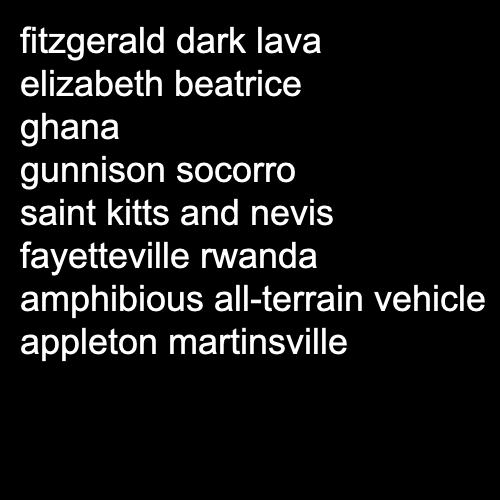 fitzgerald dark lava
elizabeth beatrice
ghana
gunnison socorro
saint kitts and nevis
fayetteville rwanda
amphibious all-terrain vehicle
appleton martinsville